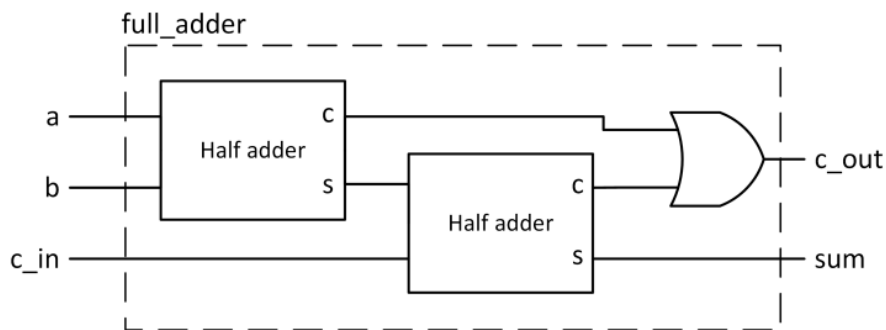 full_adder
a
b
c_in
Half adder
c
s
Half adder
c
s
c_out
sum